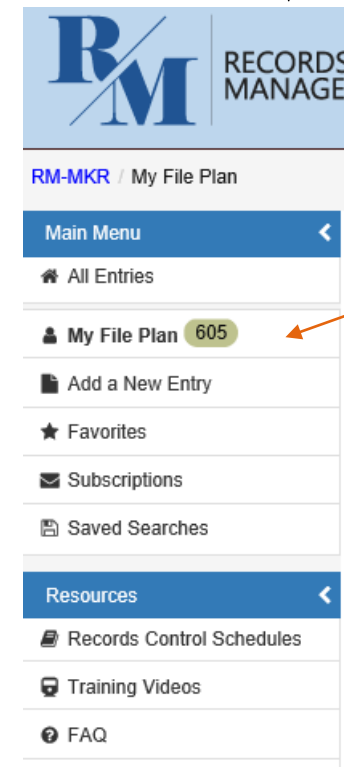 RM
RECORDS
MANAGE
RM-MKR / My File Plan
Main Menu
All Entries
My File Plan 605
Add a New Entry
Favorites
Subscriptions
Saved Searches
Resources
Records Control Schedules
Training Videos
FAQ